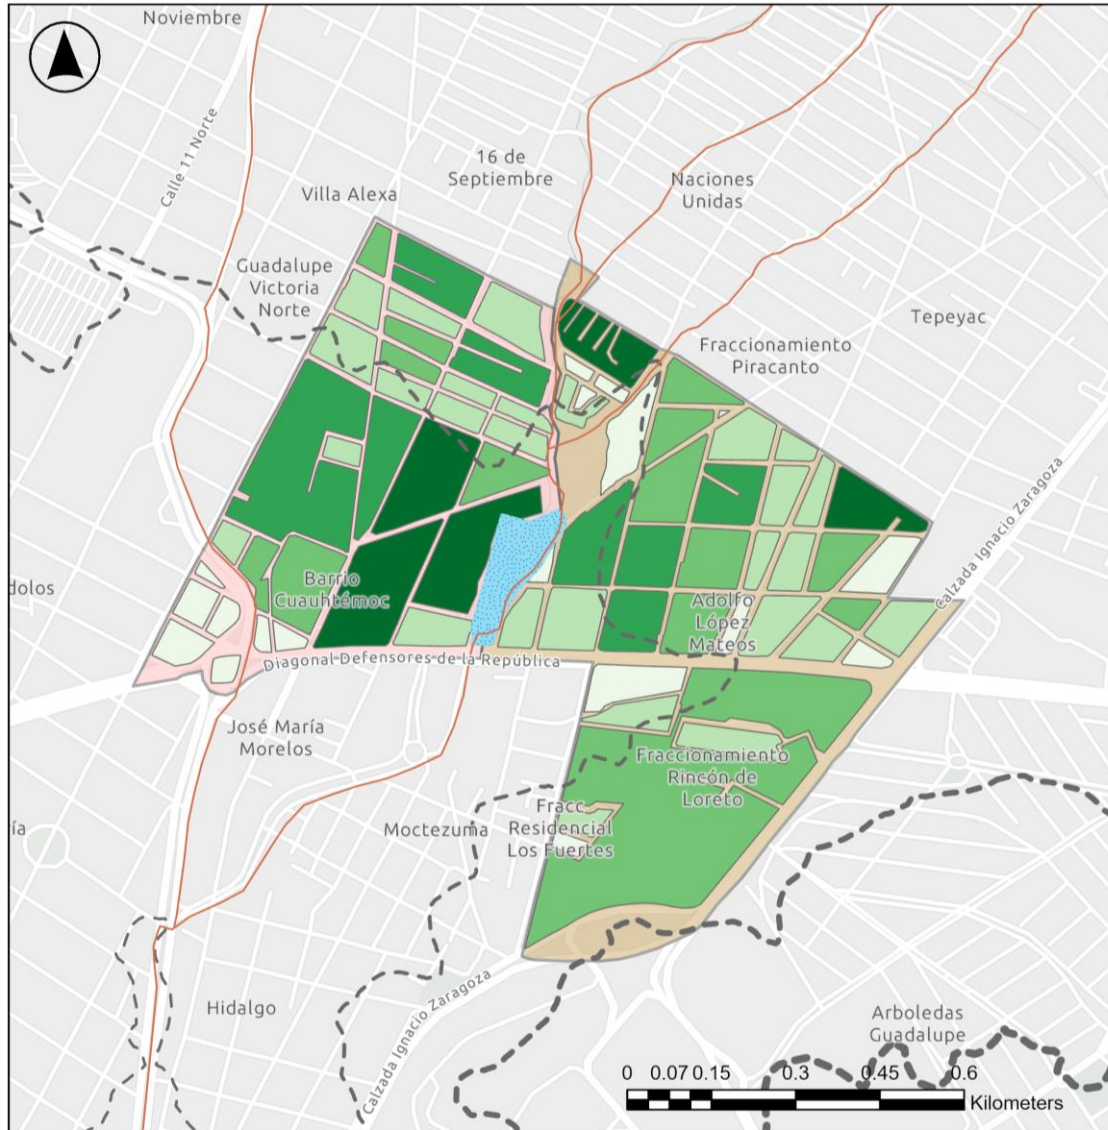 Noviembre
Calle 11 Norte
16 de
Septiembre
Naciones
Unidas
Villa Alexa
Guadalupe
Victoria
Norte
Tepeyac
Fraccionamiento
Piracanto
Calzada Ignacio Zaragoza
dolos
Barrio
Cuauhtémoc
Adolfo
López
Mateos
Diagonal Defensores de la República
José María
Morelos
Fraccionamiento
Rincón de
Loreto
ía
Moctezuma
Fracc
Residencial
Los Fuertes
Hidalgo
Calzada Ignacio Zaragoza
Arboledas
Guadalupe
0 0.07 0.15 0.3 0.45 0.6
Kilometers